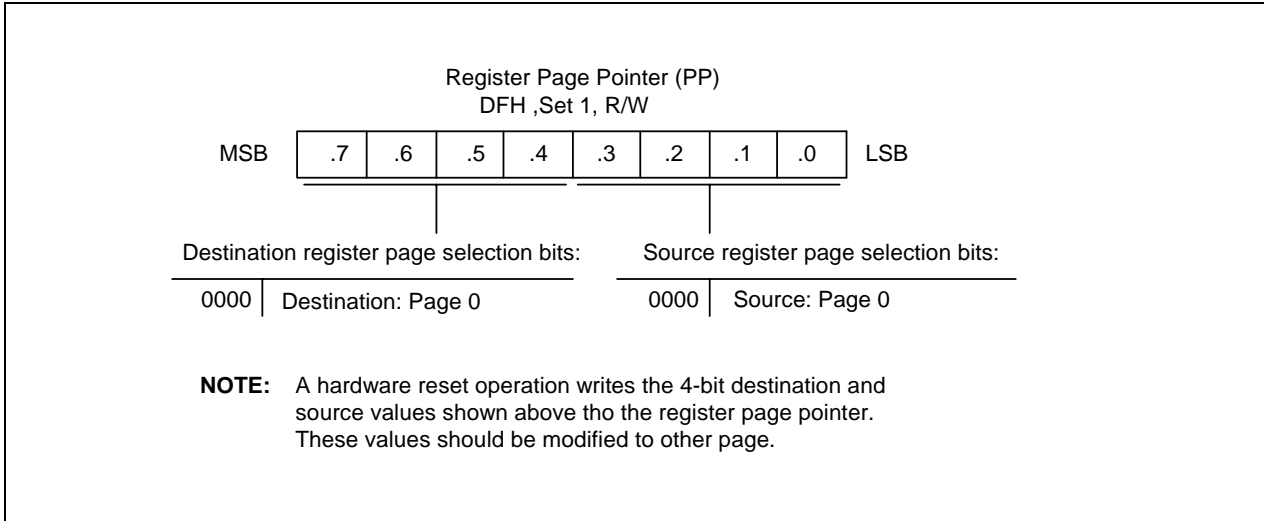 Register Page Pointer (PP)
DFH ,Set 1, R/W
MSB .7 .6 .5 .4 .3 .2 .1 .0 LSB
Destination register page selection bits: Source register page selection bits:
0000 Destination: Page 0 0000 Source: Page 0
NOTE: A hardware reset operation writes the 4-bit destination and
source values shown above tho the register page pointer.
These values should be modified to other page.